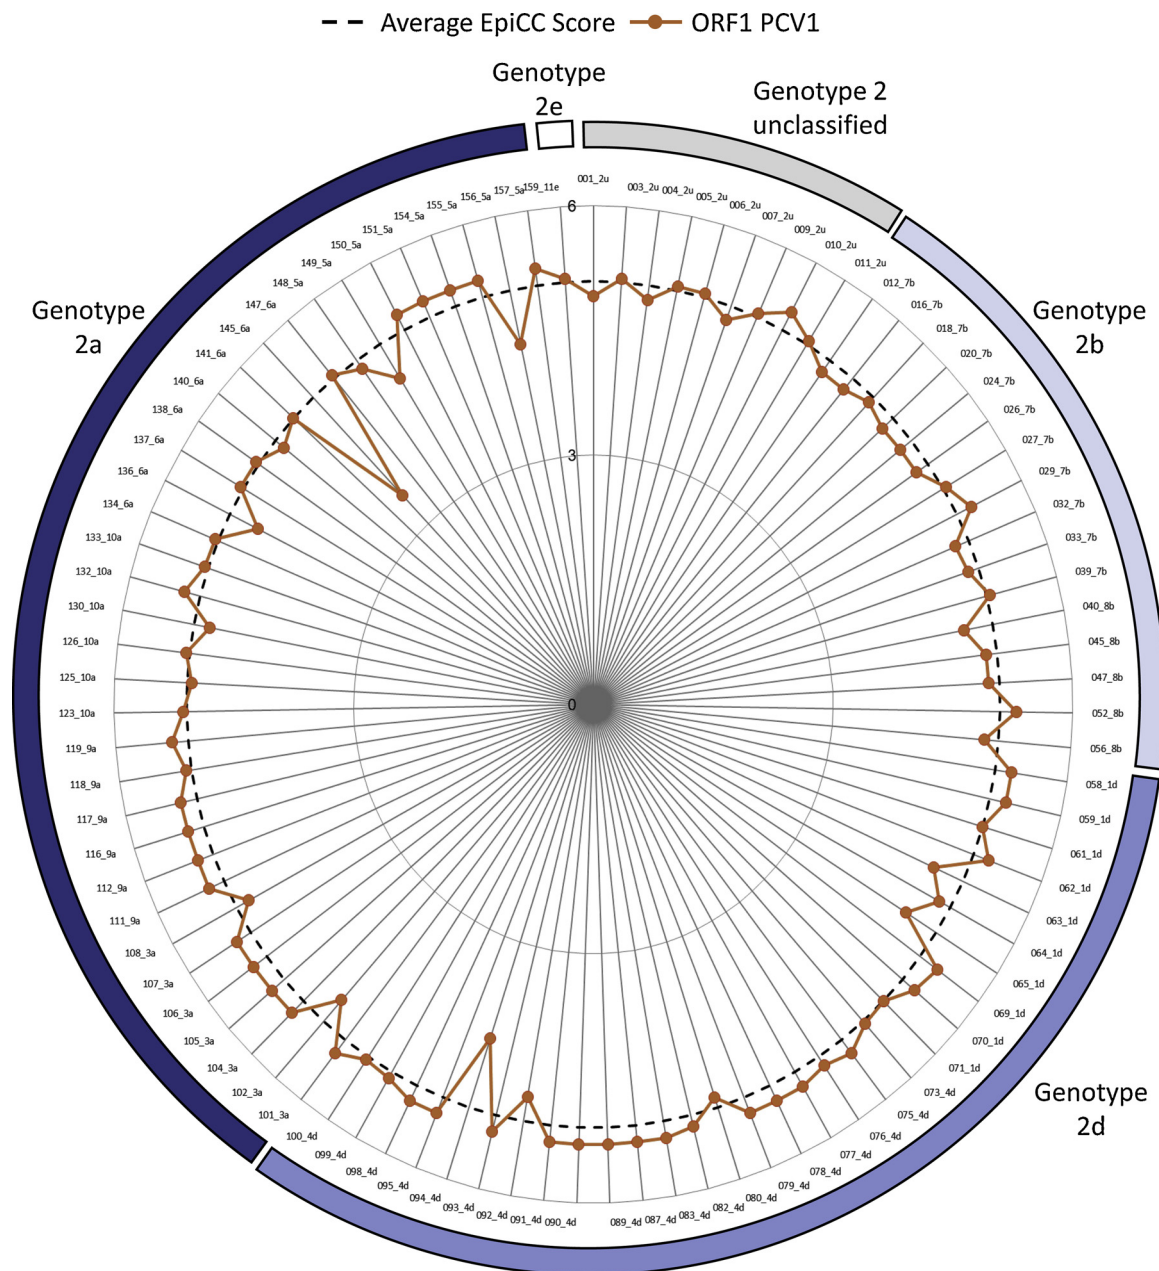 Average EpiCC Score ORF1 PCV1
Genotype
2e
Genotype 2
unclassified
Genotype
2b
Genotype
2d
Genotype
2a
6
3
0
001_2u
003_2u
004_2u
005_2u
006_2u
007_2u
009_2u
010_2u
011_2u
012_7b
016_7b
018_7b
020_7b
024_7b
026_7b
027_7b
029_7b
032_7b
033_7b
039_7b
040_8b
045_8b
047_8b
052_8b
056_8b
058_1d
059_1d
061_1d
062_1d
063_1d
064_1d
065_1d
069_1d
070_1d
071_1d
073_4d
075_4d
076_4d
077_4d
078_4d
079_4d
080_4d
082_4d
083_4d
087_4d
089_4d
090_4d
091_4d
092_4d
093_4d
094_4d
095_4d
098_4d
099_4d
100_4d
101_3a
102_3a
104_3a
105_3a
106_3a
107_3a
108_3a
111_9a
112_9a
116_9a
117_9a
118_9a
119_9a
123_10a
125_10a
126_10a
130_10a
132_10a
133_10a
134_6a
136_6a
137_6a
138_6a
140_6a
141_6a
145_6a
147_6a
148_5a
149_5a
150_5a
151_5a
154_5a
155_5a
156_5a
157_5a
159_11e